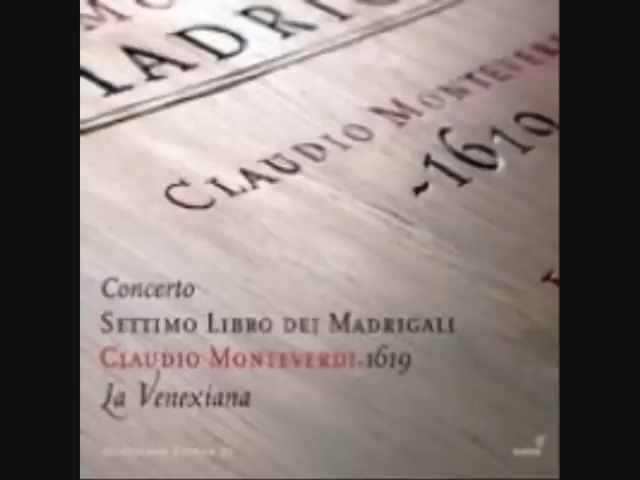 MADRIG
CLAUDIO MONTEVERDI
~1619
Concerto
SETTIMO LIBRO DEI MADRIGALI
CLAUDIO MONTEVERDI·1619
La Venexiana